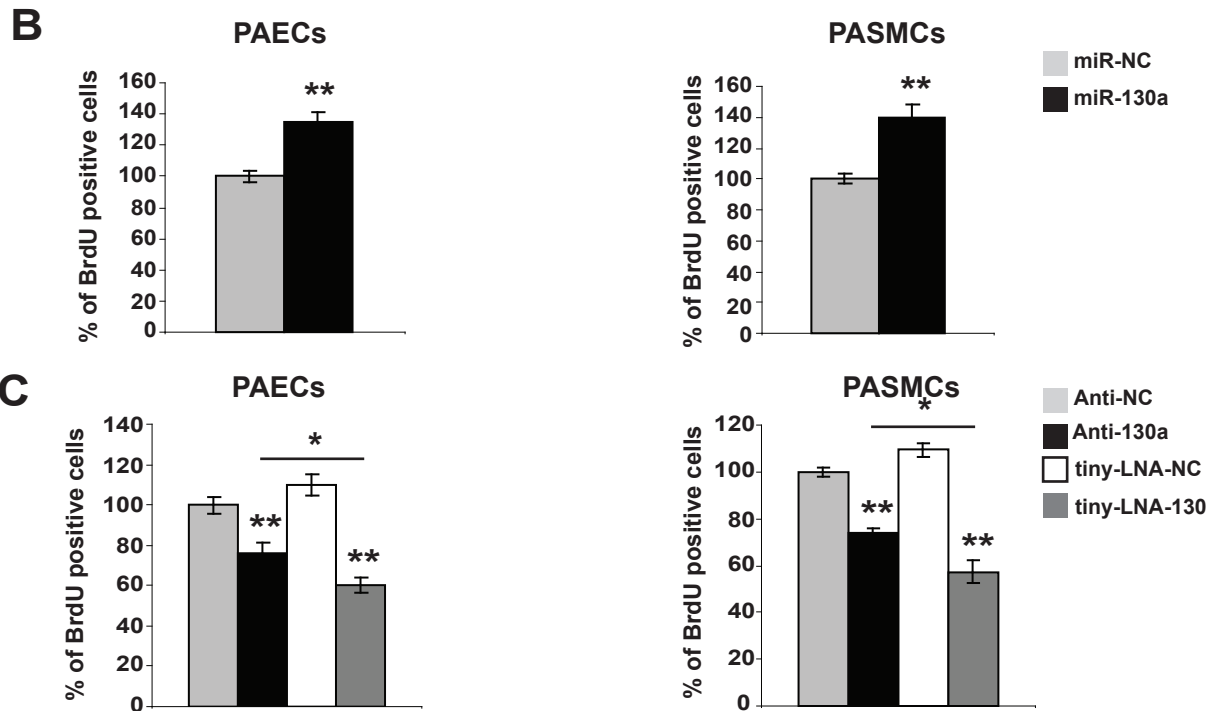 B
PAECs
% of BrdU positive cells
160
140
120
100
80
60
40
20
0
**
PASMCs
% of BrdU positive cells
160
140
120
100
80
60
40
20
0
**
miR-NC
miR-130a
C
PAECs
% of BrdU positive cells
140
120
100
80
60
40
20
0
*
**
**
PASMCs
% of BrdU positive cells
120
100
80
60
40
20
0
*
**
**
Anti-NC
Anti-130a
tiny-LNA-NC
tiny-LNA-130